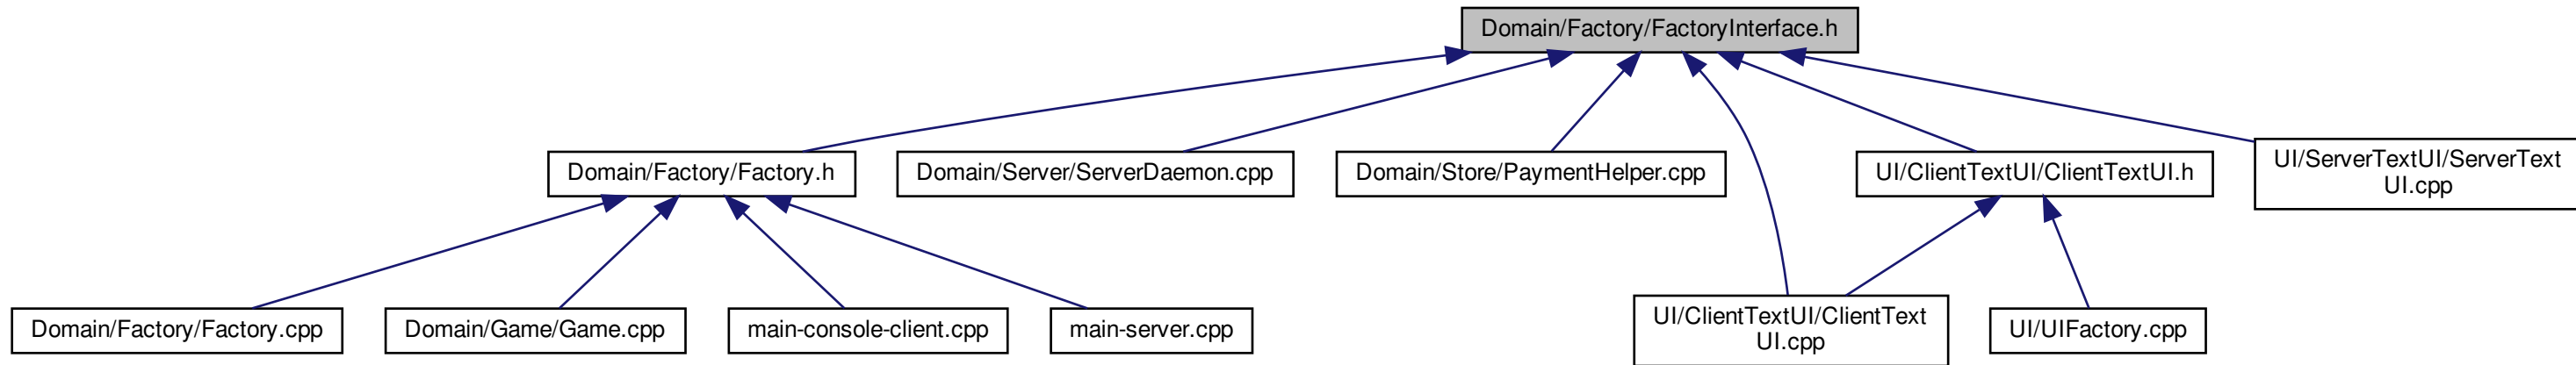 Domain/Factory/FactoryInterface.h
Domain/Factory/Factory.h
Domain/Server/ServerDaemon.cpp
Domain/Store/PaymentHelper.cpp
UI/ClientTextUI/ClientTextUI.h
UI/ServerTextUI/ServerText
UI.cpp
Domain/Factory/Factory.cpp
Domain/Game/Game.cpp
main-console-client.cpp
main-server.cpp
UI/ClientTextUI/ClientText
UI.cpp
UI/UIFactory.cpp